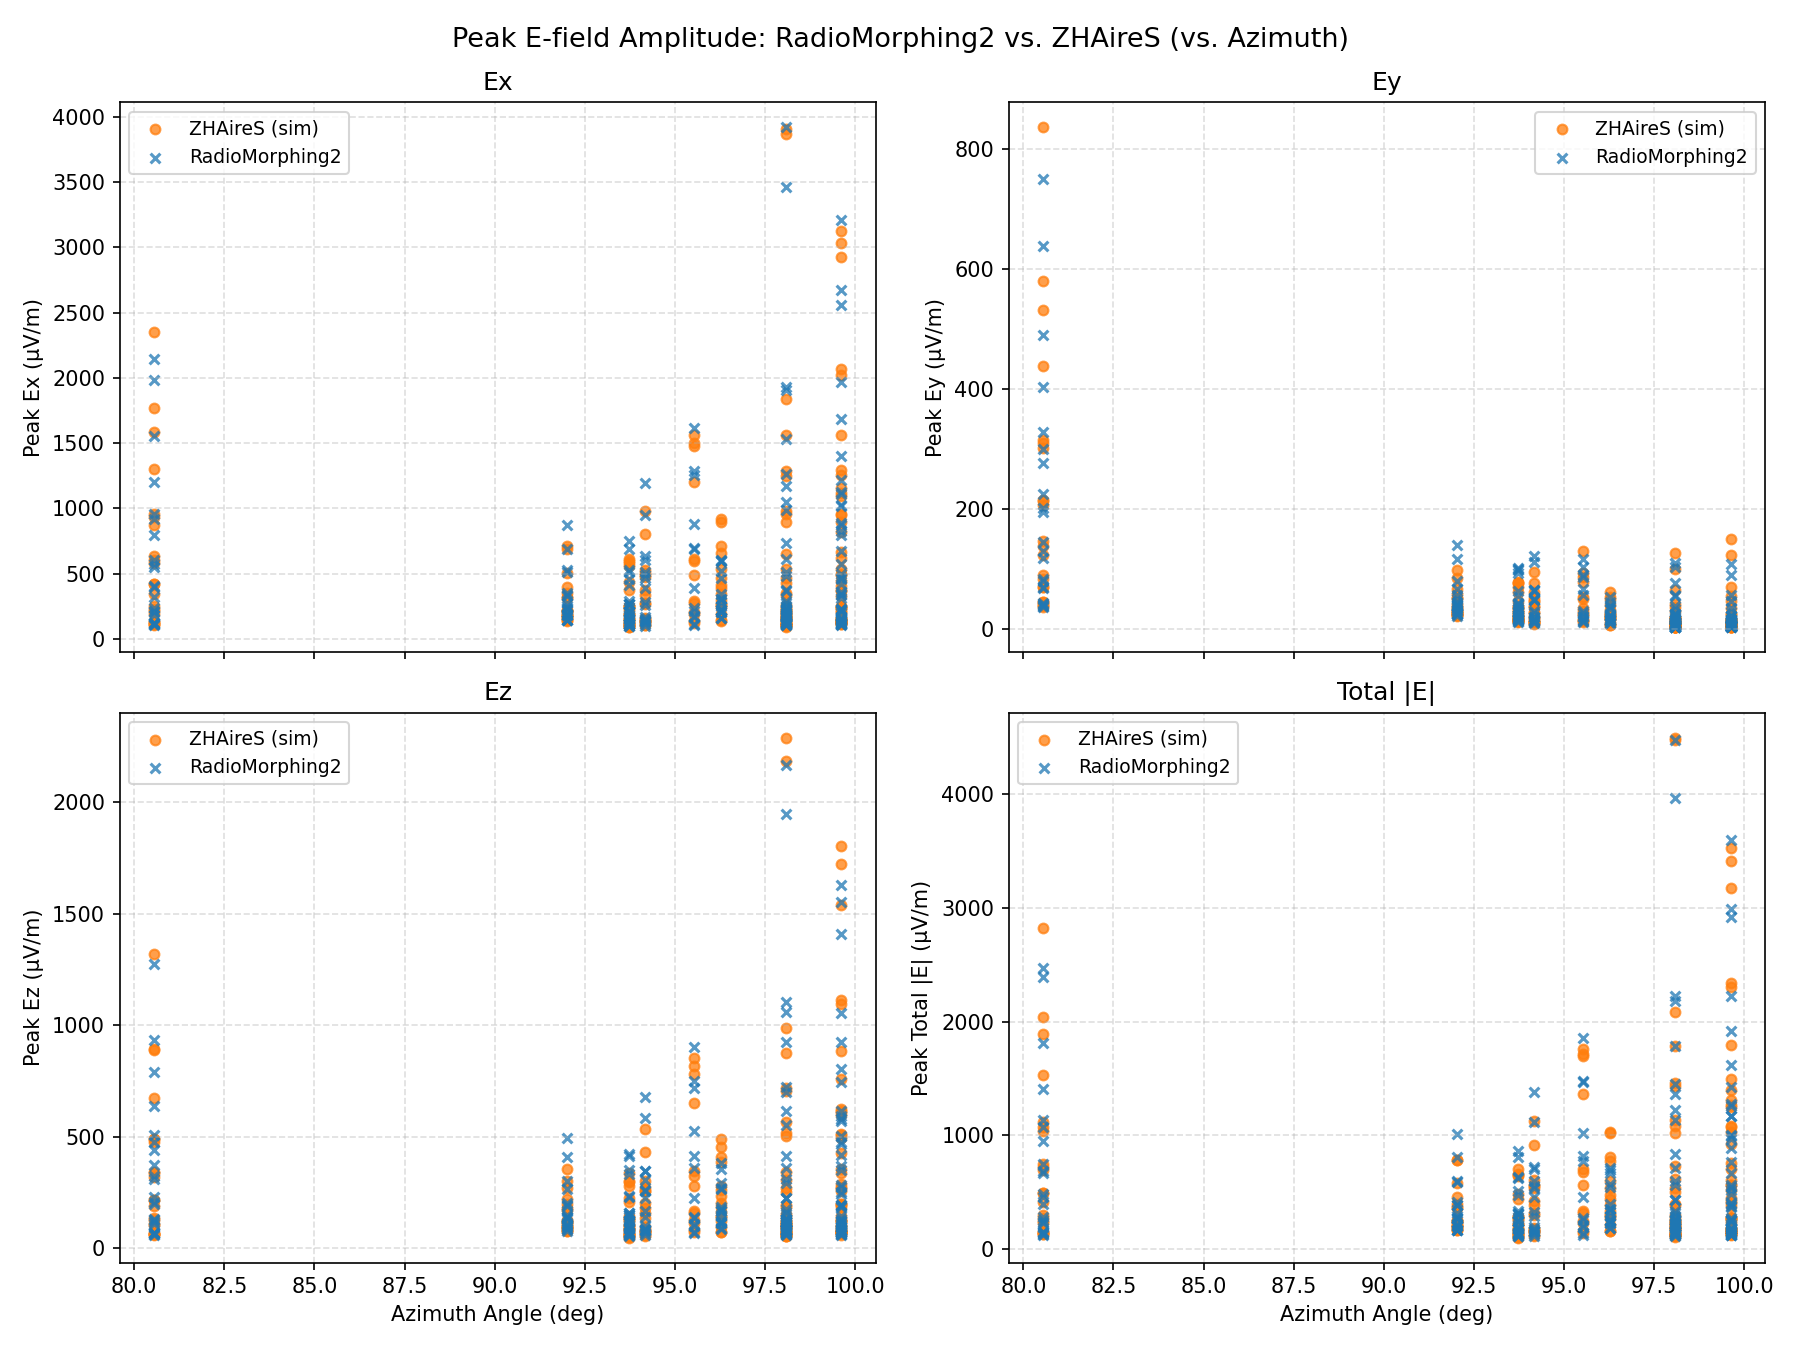 Peak E-field Amplitude: RadioMorphing2 vs. ZHAireS (vs. Azimuth)
Ex
ZHAireS (sim)
RadioMorphing2
Peak Ex (µV/m)
4000
3500
3000
2500
2000
1500
1000
500
0
Ey
ZHAireS (sim)
RadioMorphing2
Peak Ey (µV/m)
800
600
400
200
0
Ez
ZHAireS (sim)
RadioMorphing2
Peak Ez (µV/m)
2000
1500
1000
500
0
80.0 82.5 85.0 87.5 90.0 92.5 95.0 97.5 100.0
Azimuth Angle (deg)
Total |E|
ZHAireS (sim)
RadioMorphing2
Peak Total |E| (µV/m)
4000
3000
2000
1000
0
80.0 82.5 85.0 87.5 90.0 92.5 95.0 97.5 100.0
Azimuth Angle (deg)